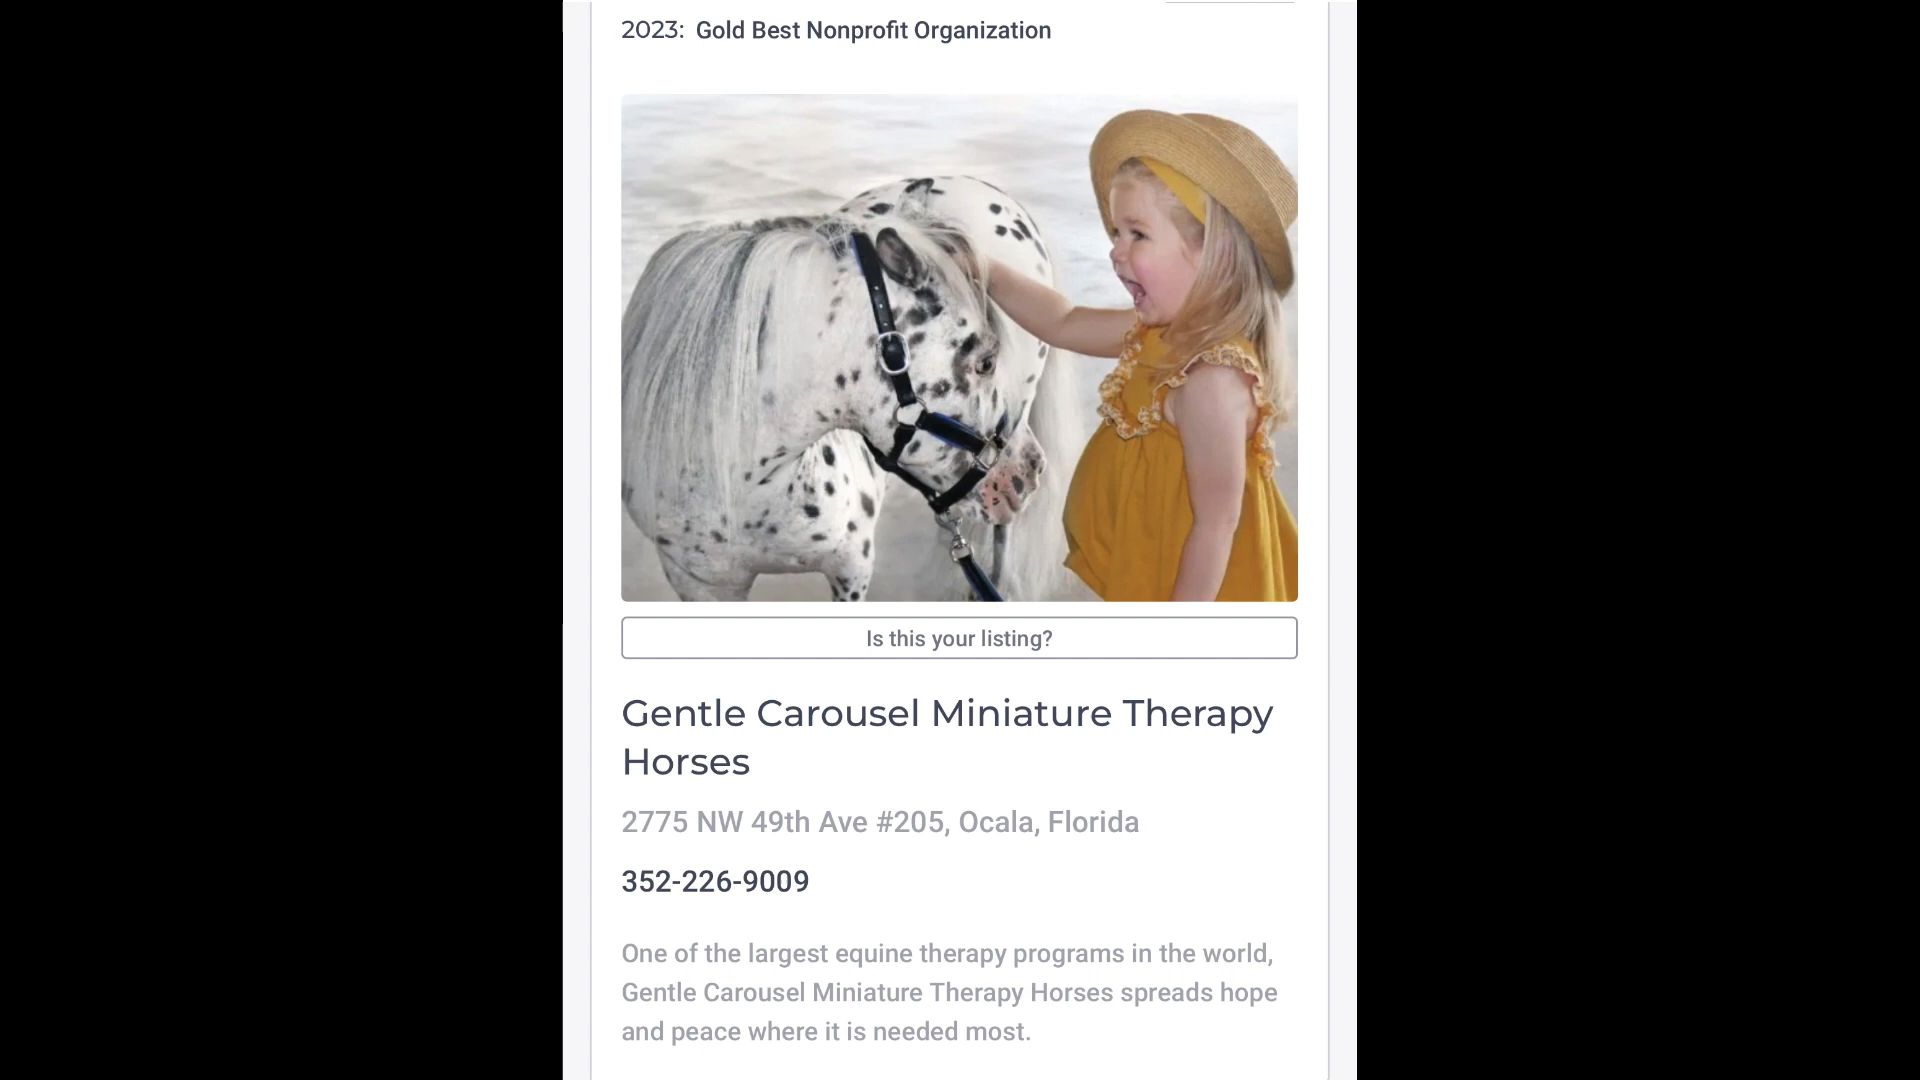 2023: Gold Best Nonprofit Organization
Is this your listing?
Gentle Carousel Miniature Therapy
Horses
2775 NW 49th Ave #205, Ocala, Florida
352-226-9009
One of the largest equine therapy programs in the world,
Gentle Carousel Miniature Therapy Horses spreads hope
and peace where it is needed most.